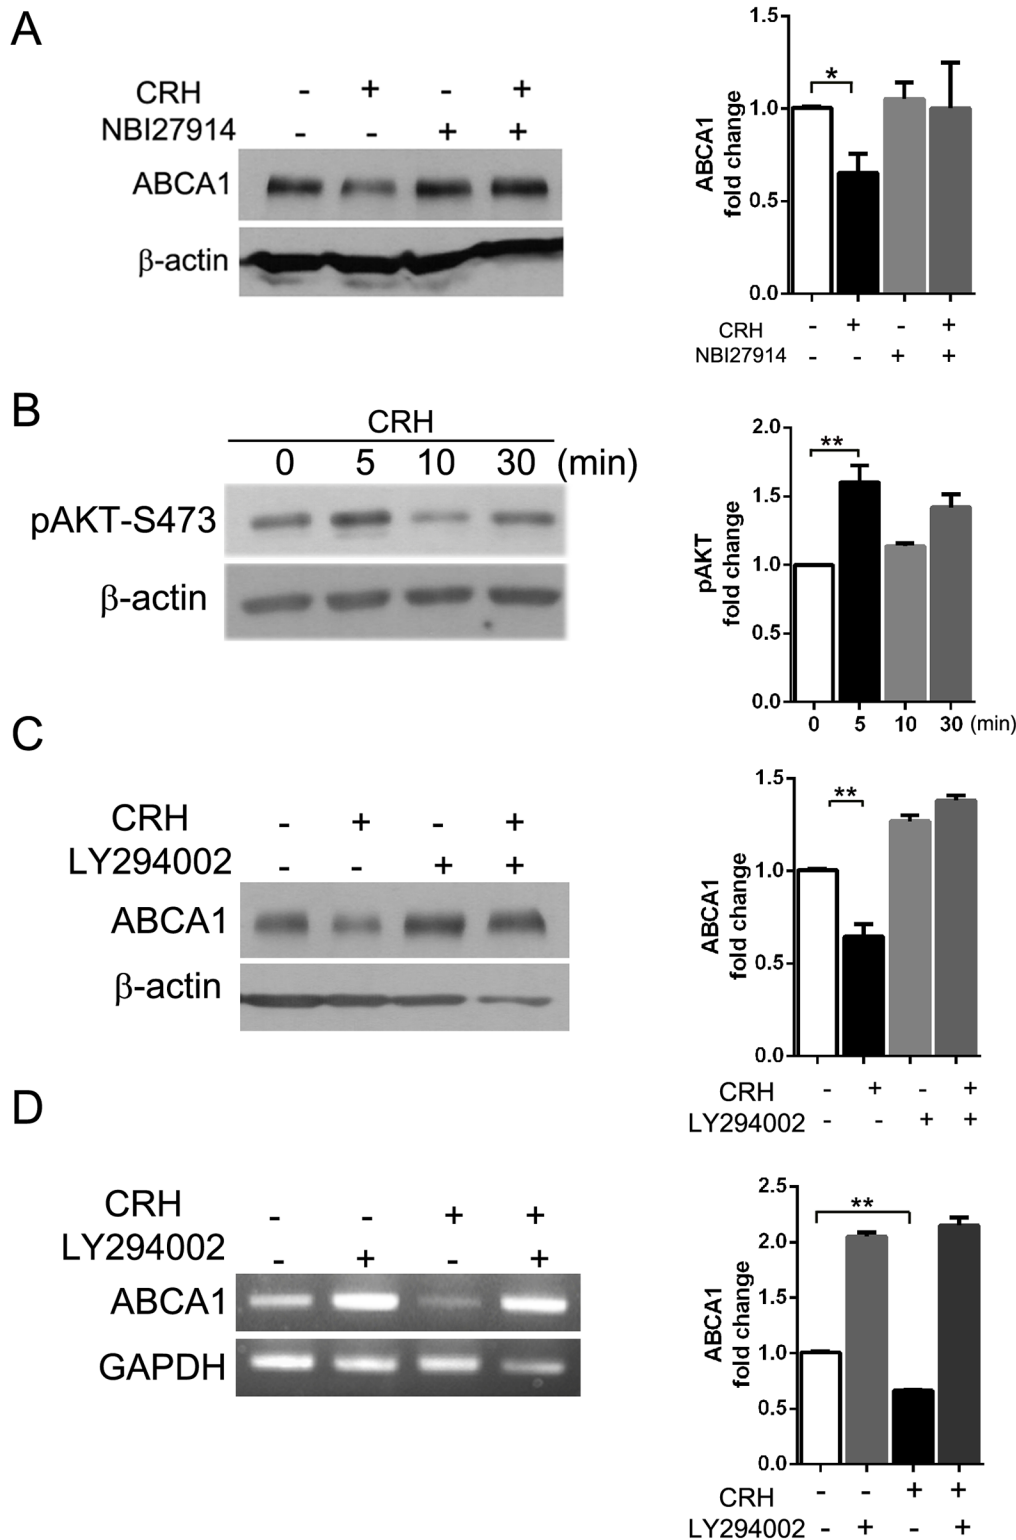 A
CRH - + - +
NBI27914 - - + +
ABCA1
β-actin
1.5
1.0
0.5
0.0
ABCA1
fold change
*
CRH - + - +
NBI27914 - - + +
B
CRH
0 5 10 30 (min)
pAKT-S473
β-actin
2.0
1.5
1.0
0.5
0.0
pAKT
fold change
**
0 5 10 30 (min)
C
CRH - + - +
LY294002 - - + +
ABCA1
β-actin
1.5
1.0
0.5
0.0
ABCA1
fold change
**
CRH - + - +
LY294002 - - + +
D
CRH - - + +
LY294002 - + - +
ABCA1
GAPDH
2.5
2.0
1.5
1.0
0.5
0.0
ABCA1
fold change
**
CRH - - + +
LY294002 - + - +